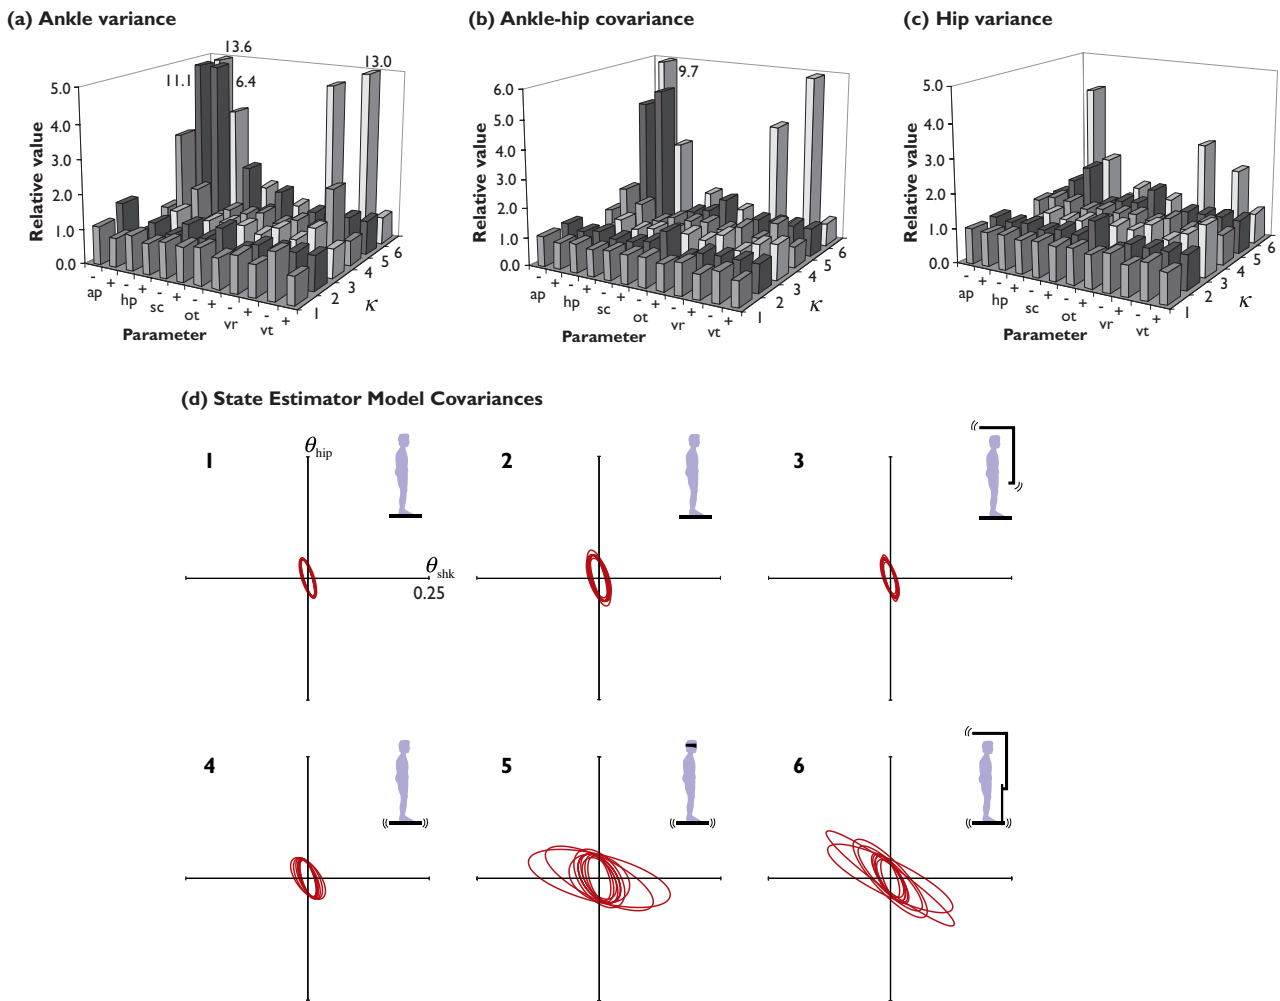 (a) Ankle variance
13.6
11.1
6.4
13.0
5.0
4.0
3.0
2.0
1.0
0.0
Relative value
- + - + - + - + - + - +
ap hp sc ot vr vt
Parameter
1 2 3 4 5 6
κ
(b) Ankle-hip covariance
9.7
6.0
5.0
4.0
3.0
2.0
1.0
0.0
Relative value
- + - + - + - + - + - +
ap hp sc ot vr vt
Parameter
1 2 3 4 5 6
κ
(c) Hip variance
5.0
4.0
3.0
2.0
1.0
0.0
Relative value
- + - + - + - + - + - +
ap hp sc ot vr vt
Parameter
1 2 3 4 5 6
κ
(d) State Estimator Model Covariances
1
θhip
θshk
0.25
2
3
4
5
6